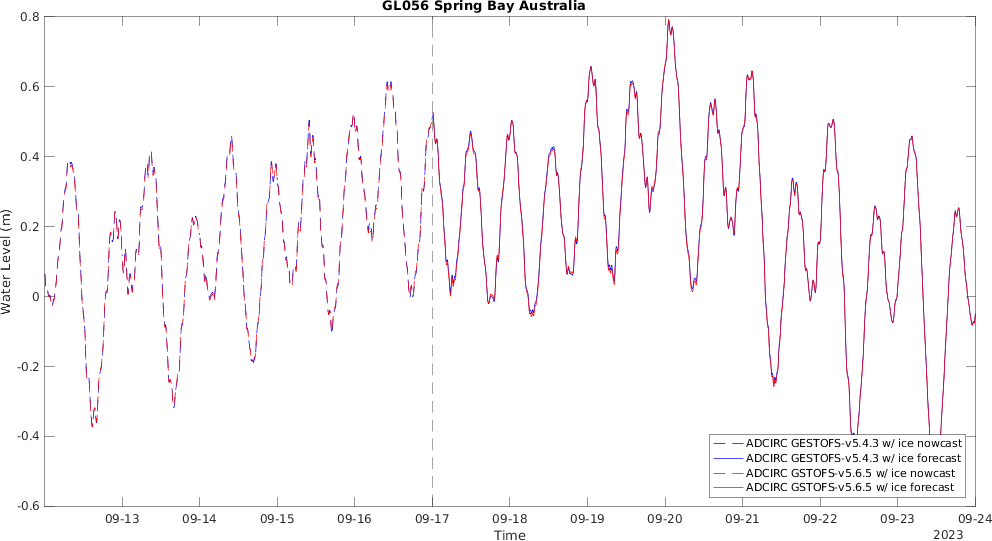 GL056 Spring Bay Australia
Water Level (m)
0.8
0.6
0.4
0.2
0
-0.2
-0.4
-0.6
ADCIRC GESTOFS-v5.4.3 w/ ice nowcast
ADCIRC GESTOFS-v5.4.3 w/ ice forecast
ADCIRC GSTOFS-v5.6.5 w/ ice nowcast
ADCIRC GSTOFS-v5.6.5 w/ ice forecast
09-13 09-14 09-15 09-16 09-17 09-18 09-19 09-20 09-21 09-22 09-23 09-24
Time
2023